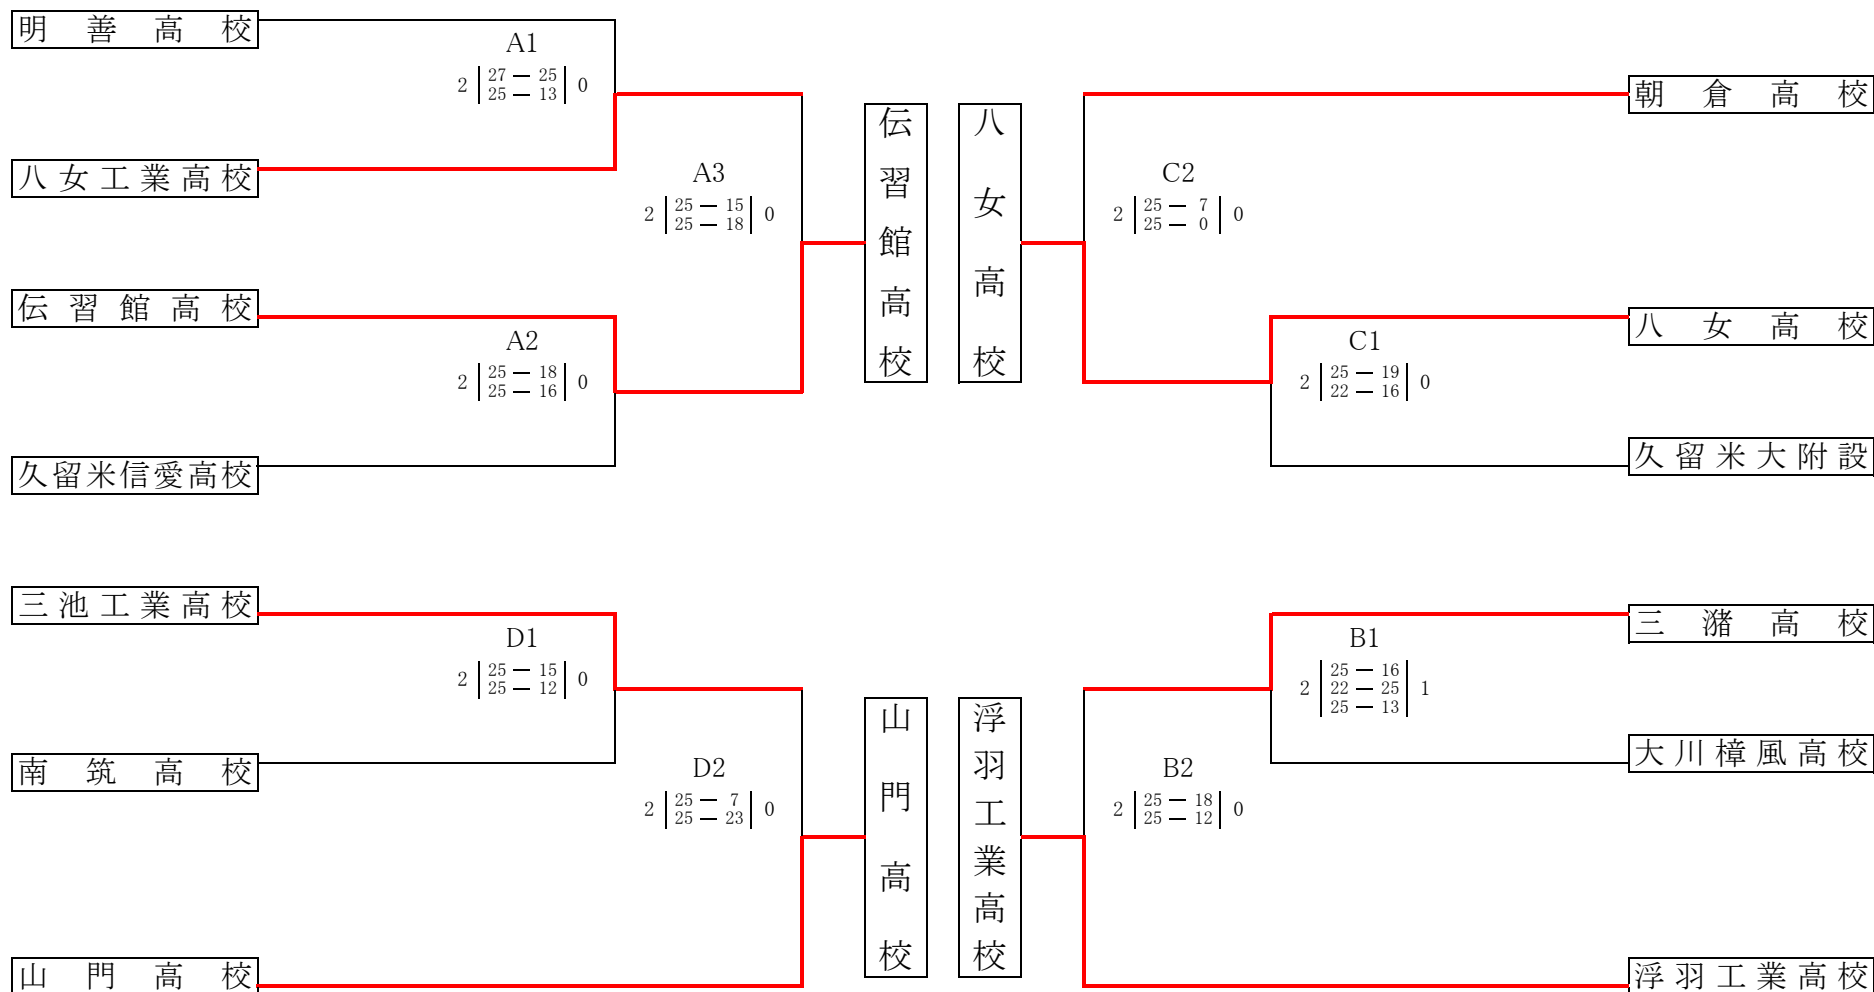 明善高校
A1
2 27 — 25 0
25 — 13
八女工業高校
A3
2 25 — 15 0
25 — 18
伝習館高校
A2
2 25 — 18 0
25 — 16
久留米信愛高校
伝習館高校
八女高校
朝倉高校
C2
2 25 — 7 0
25 — 0
八女高校
C1
2 25 — 19 0
22 — 16
久留米大附設
三池工業高校
D1
2 25 — 15 0
25 — 12
南筑高校
D2
2 25 — 7 0
25 — 23
山門高校
山門高校
浮羽工業高校
三潴高校
B1
2 25 — 16 1
22 — 25
25 — 13
大川樟風高校
B2
2 25 — 18 0
25 — 12
浮羽工業高校